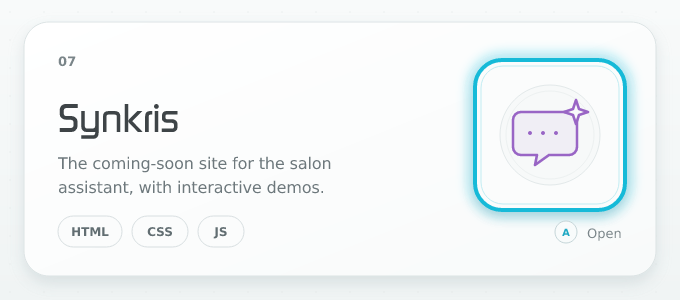 07
Synkris
The coming-soon site for the salon
assistant, with interactive demos.
HTML CSS JS
A Open